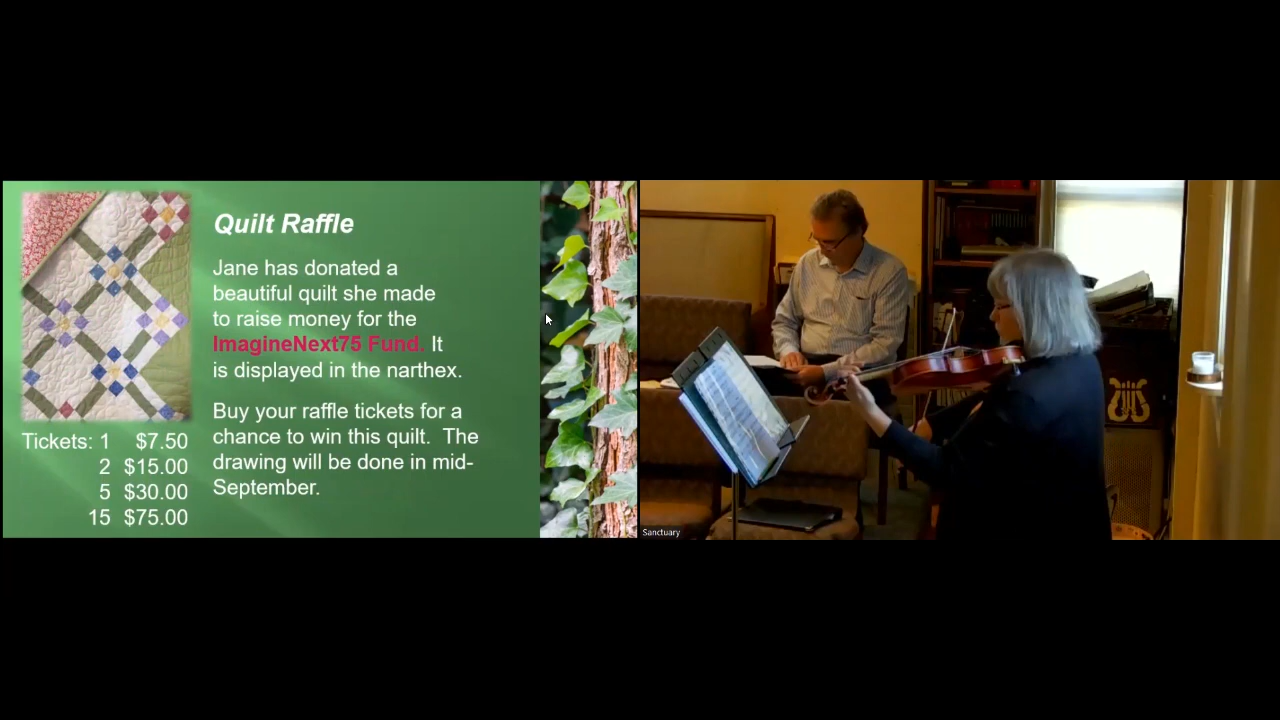 Quilt Raffle
Jane has donated a
beautiful quilt she made
to raise money for the
ImagineNext75 Fund. It
is displayed in the narthex.
Buy your raffle tickets for a
chance to win this quilt.  The
drawing will be done in mid-
September.
Tickets: 1 $7.50
2 $15.00
5 $30.00
15 $75.00
Sanctuary